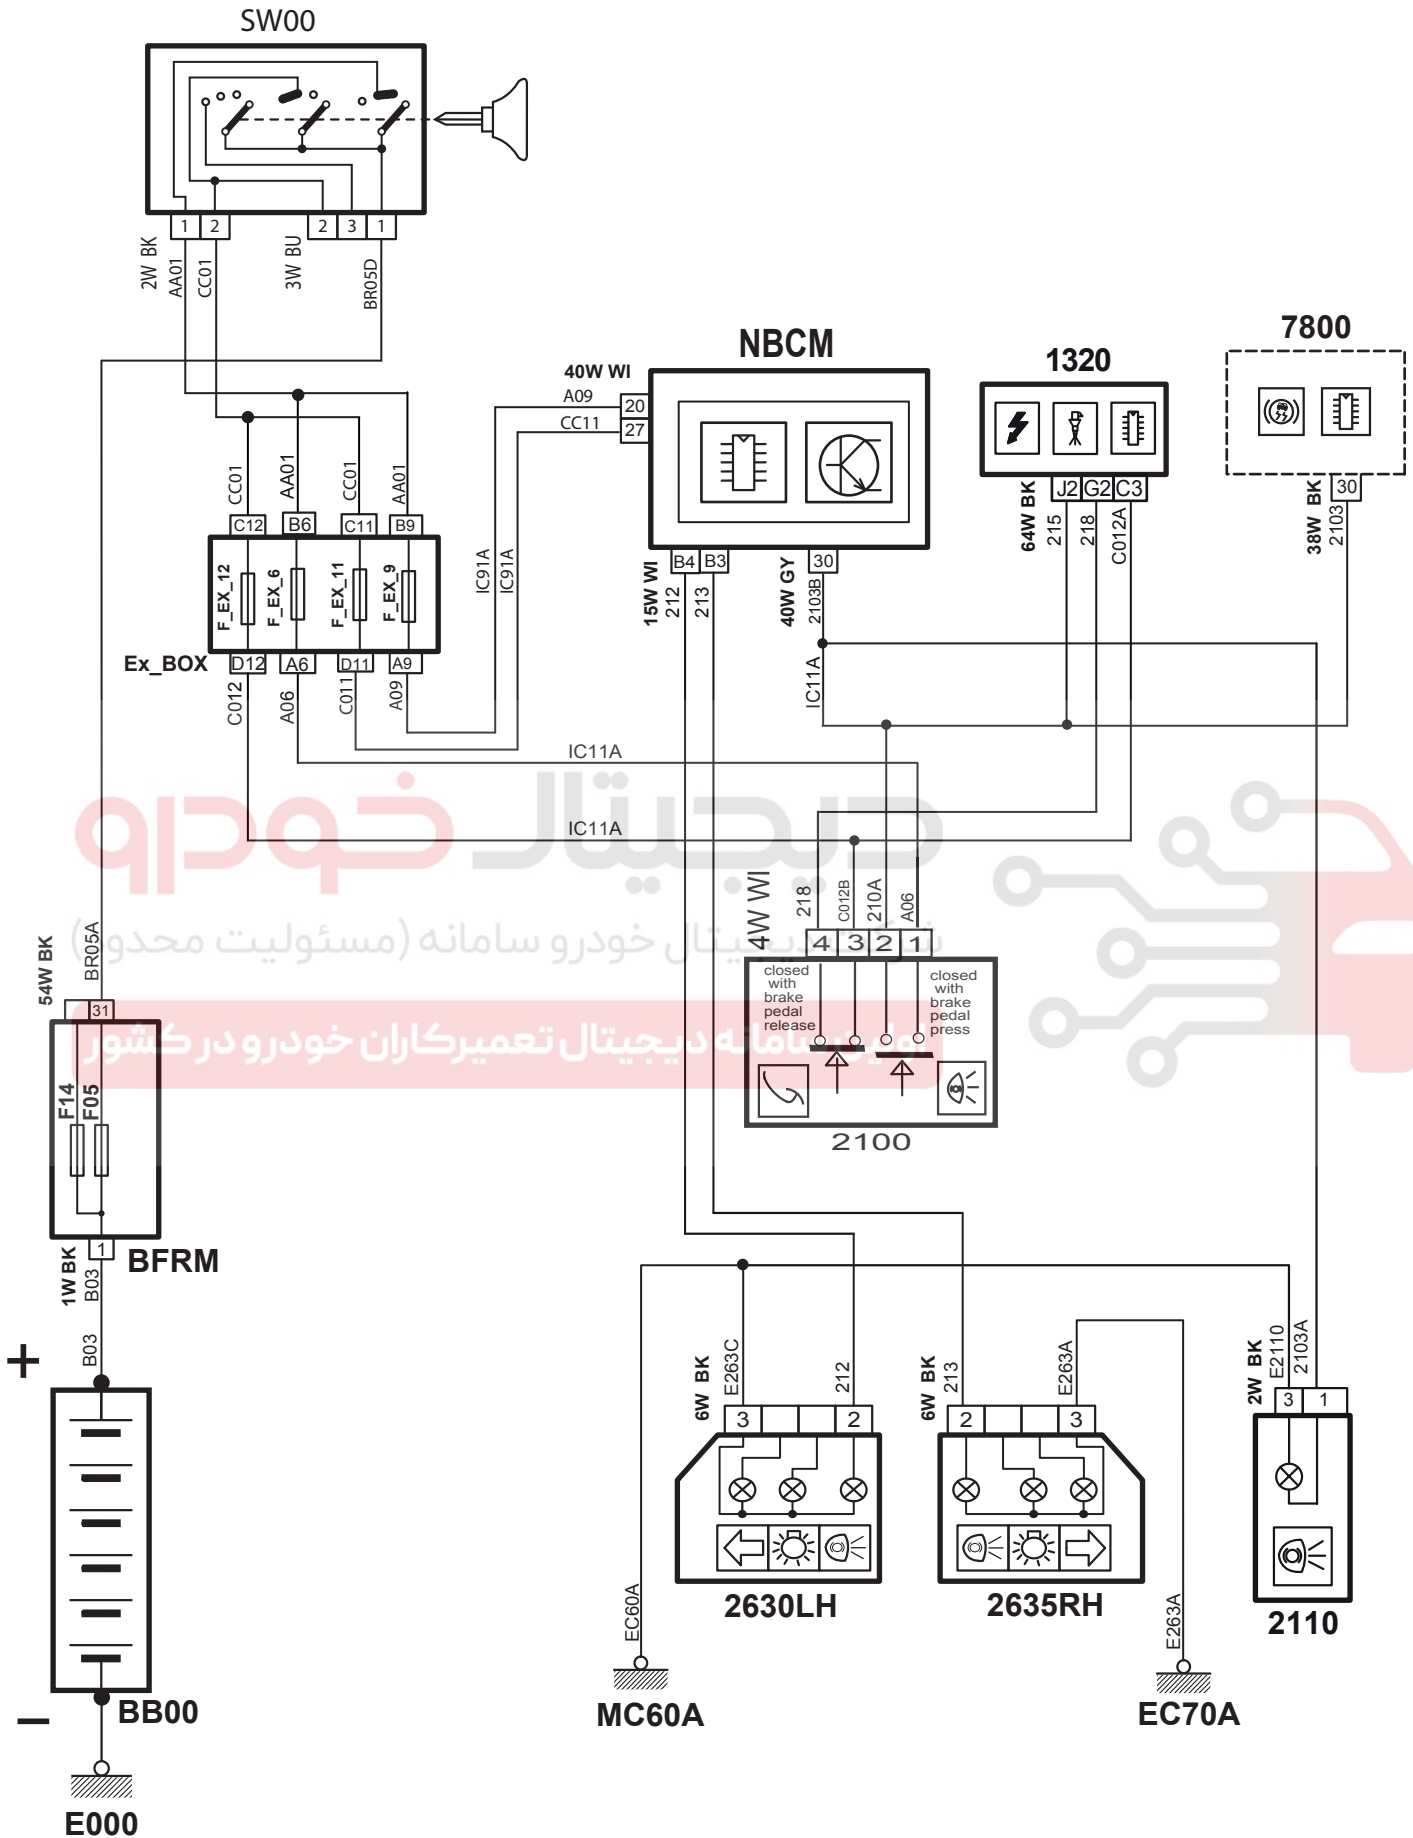 SW00
1 2 2 3 1
2W BK
AA01
CC01
3W BU
BR05D
NBCM
40W WI
A09
20
CC11
27
1320
7800
CC01
AA01
CC01
AA01
C12 B6 C11 B9
F_EX_12
F_EX_6
F_EX_11
F_EX_9
Ex_BOX
D12 A6 D11 A9
C012
A06
C011
A09
IC91A
IC91A
B4 B3 30
15W WI
212
213
40W GY
2103B
IC11A
J2 G2 C3
64W BK
215
218
C012A
30
38W BK
2103
IC11A
IC11A
دیجیتال خودرو
شرکت دیجیتال خودرو سامانه (مسئولیت محدود)
اولین سامانه دیجیتال تعمیرکاران خودرو در کشور
4W WI
218
C012B
210A
A06
4 3 2 1
closed
with
brake
pedal
release
closed
with
brake
pedal
press
2100
54W BK
BR05A
31
F14
F05
1
BFRM
1W BK
B03
B03
+
BB00
–
E000
6W BK
E263C
212
3 2
2630LH
6W BK
213
E263A
2 3
2635RH
2W BK
E2110
2103A
3 1
2110
EC60A
MC60A
E263A
EC70A